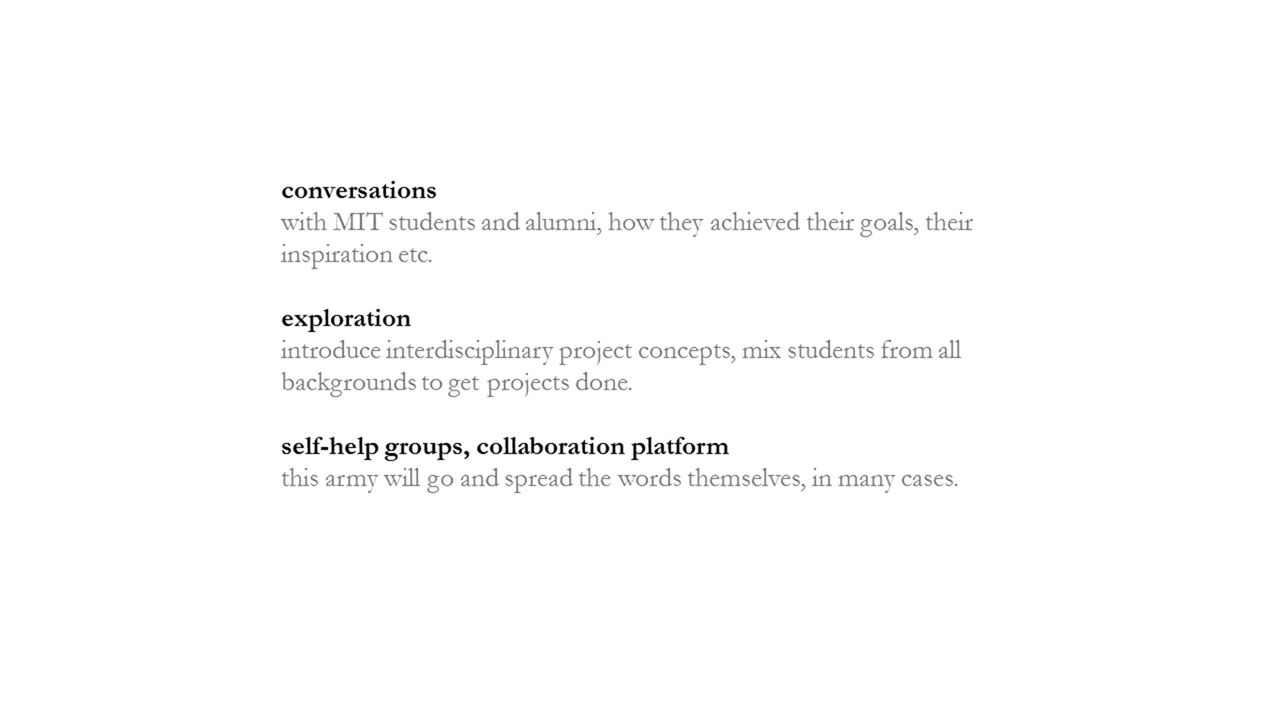 conversations
with MIT students and alumni, how they achieved their goals, their
inspiration etc.
exploration
introduce interdisciplinary project concepts, mix students from all
backgrounds to get projects done.
self-help groups, collaboration platform
this army will go and spread the words themselves, in many cases.